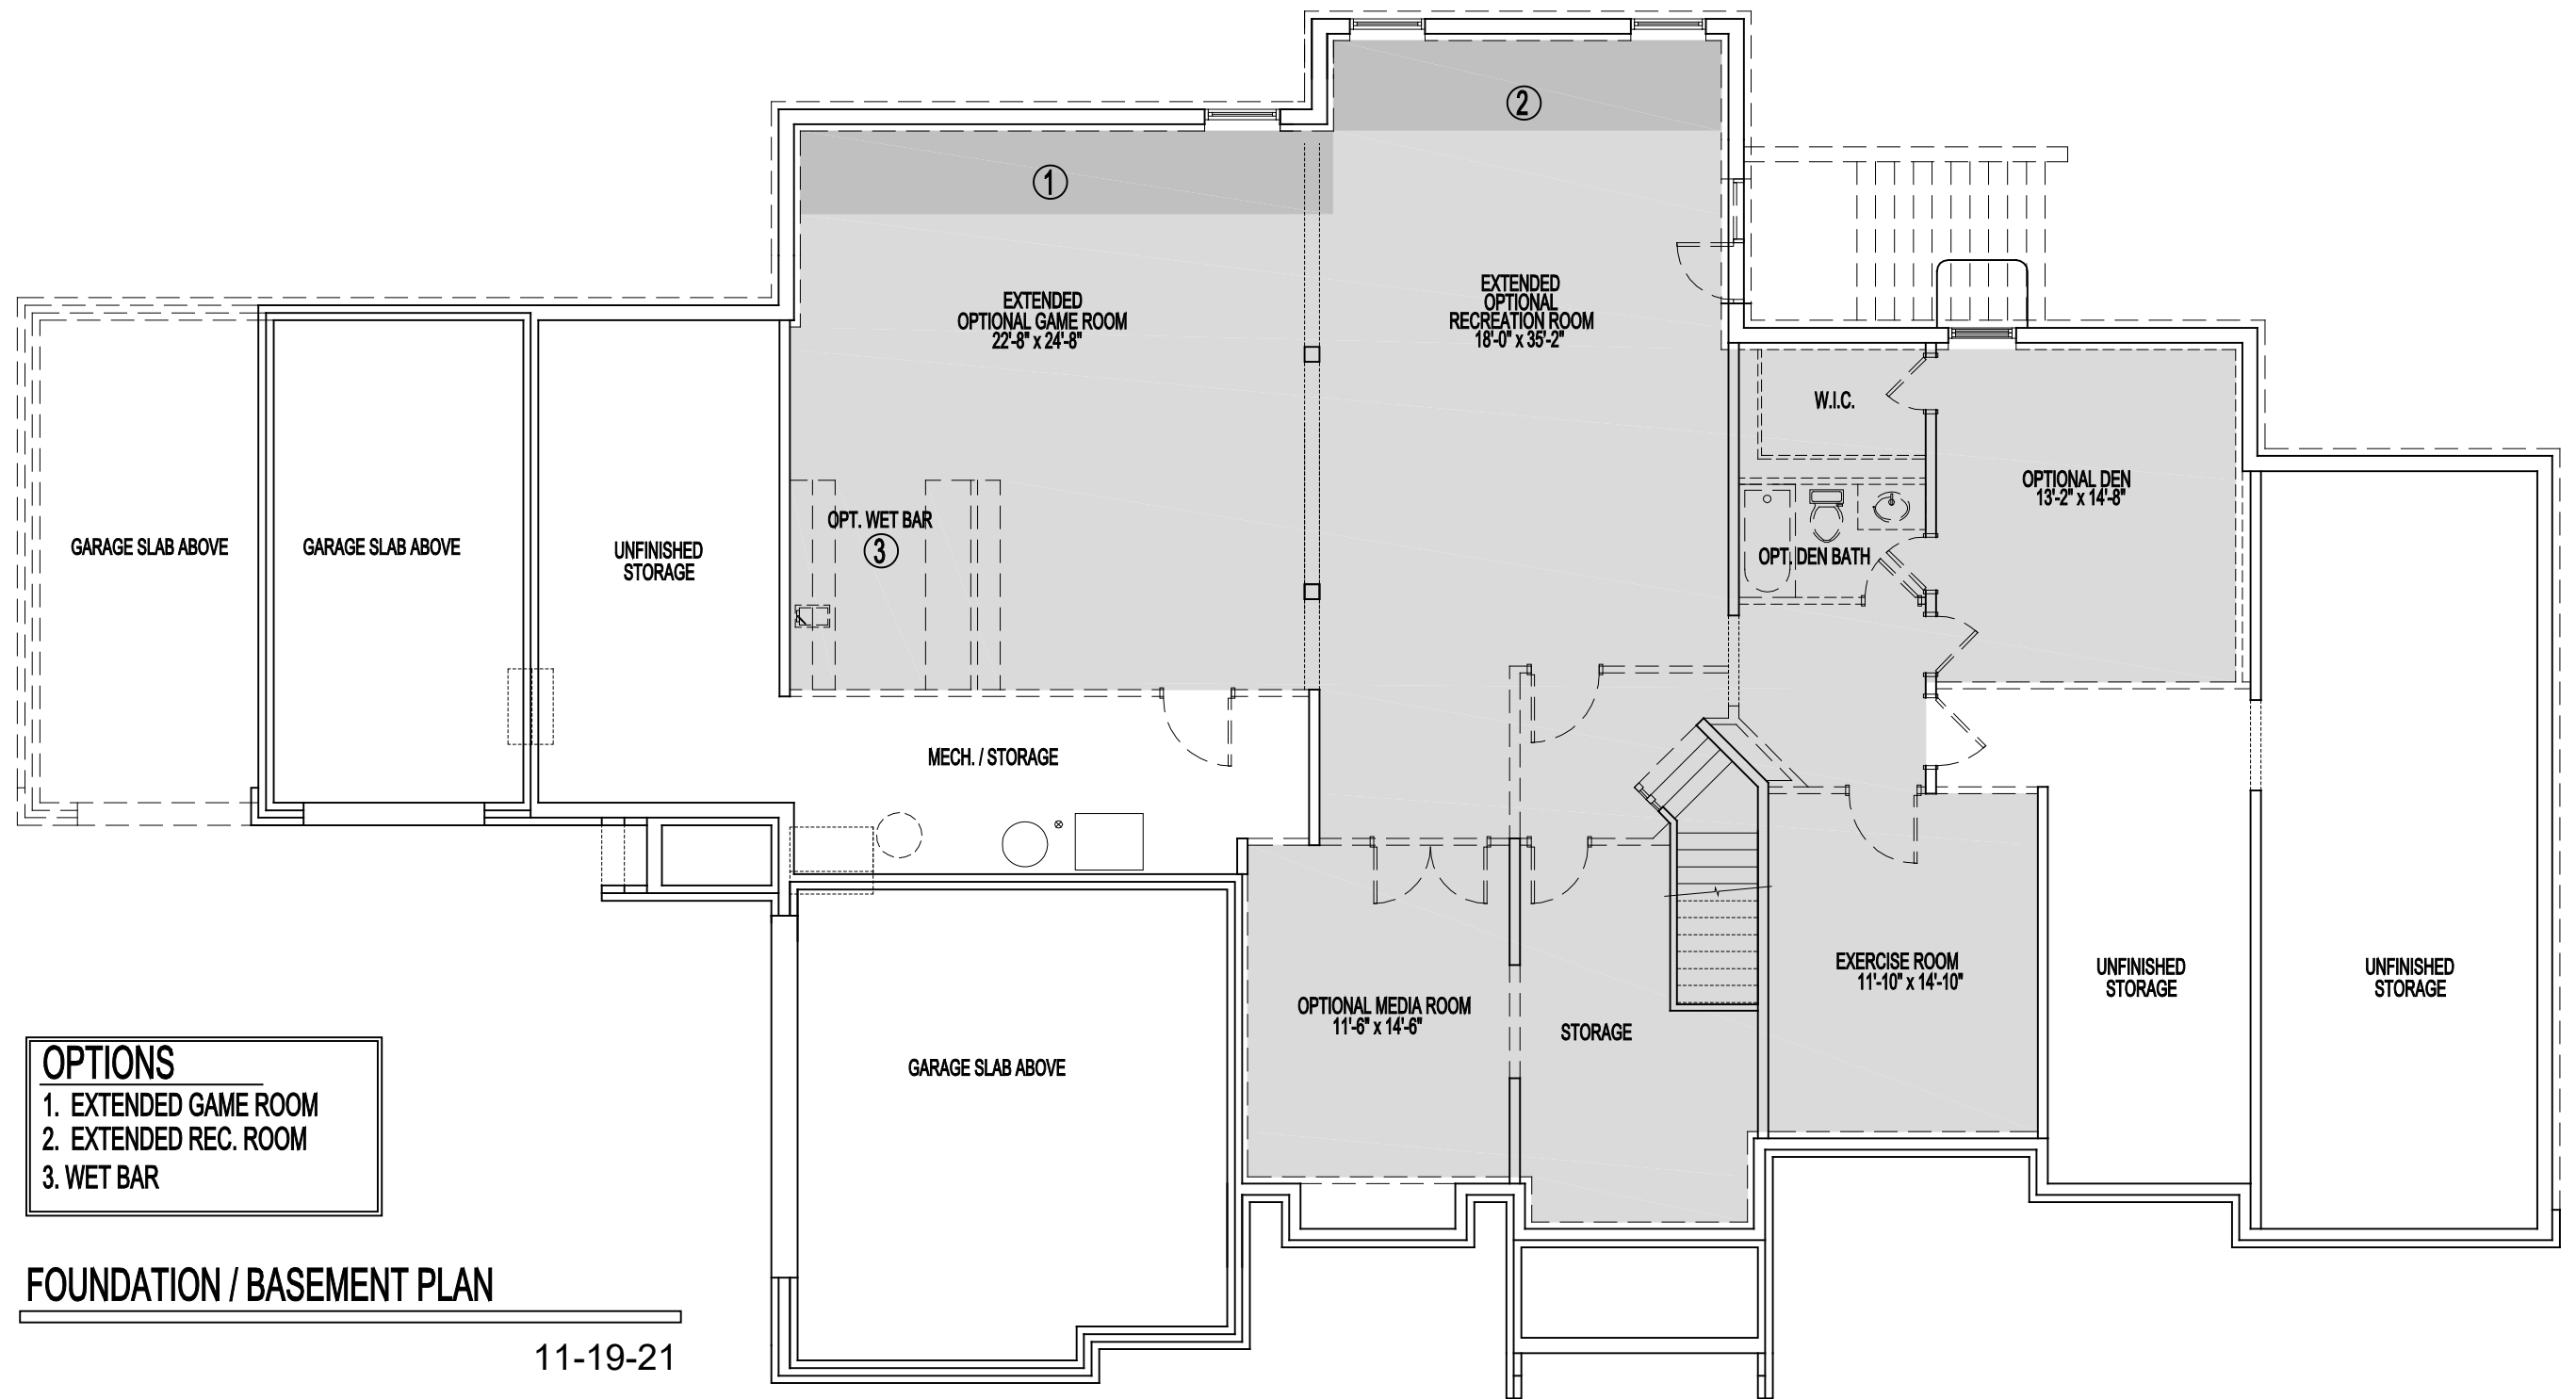 ②
①
EXTENDED
OPTIONAL GAME ROOM
22'-8" x 24'-8"
EXTENDED
OPTIONAL
RECREATION ROOM
18'-0" x 35'-2"
W.I.C.
OPTIONAL DEN
13'-2" x 14'-8"
GARAGE SLAB ABOVE
GARAGE SLAB ABOVE
UNFINISHED
STORAGE
OPT. WET BAR
③
OPT. DEN BATH
MECH. / STORAGE
EXERCISE ROOM
11'-10" x 14'-10"
UNFINISHED
STORAGE
UNFINISHED
STORAGE
OPTIONAL MEDIA ROOM
11'-6" x 14'-6"
STORAGE
GARAGE SLAB ABOVE
OPTIONS
1. EXTENDED GAME ROOM
2. EXTENDED REC. ROOM
3. WET BAR
FOUNDATION / BASEMENT PLAN
11-19-21